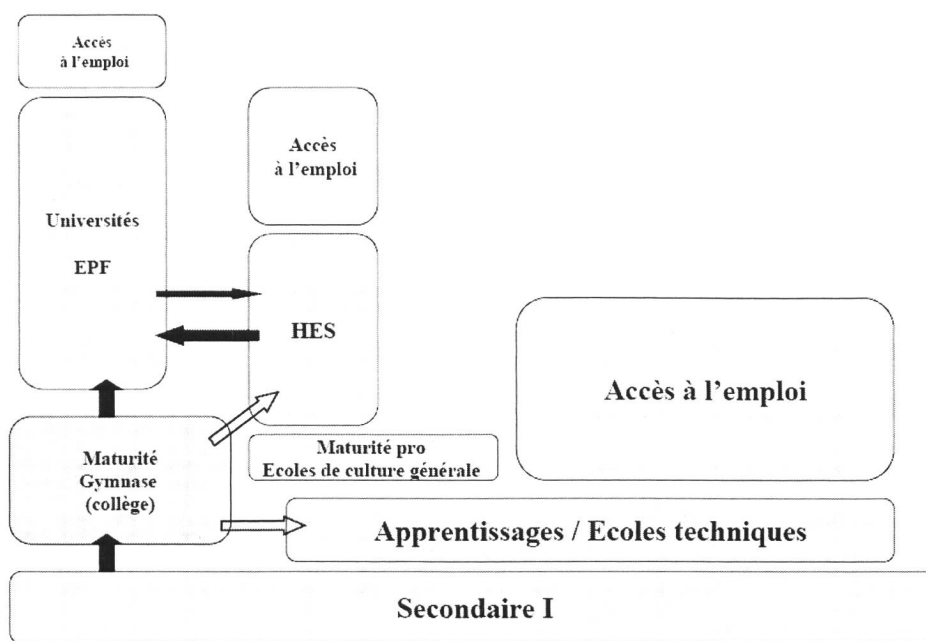 Accès
à l'emploi
Accès
à l'emploi
Universités
EPF
HES
Accès à l'emploi
Maturité
Gymnase
(collège)
Maturité pro
Ecoles de culture générale
Apprentissages / Ecoles techniques
Secondaire I